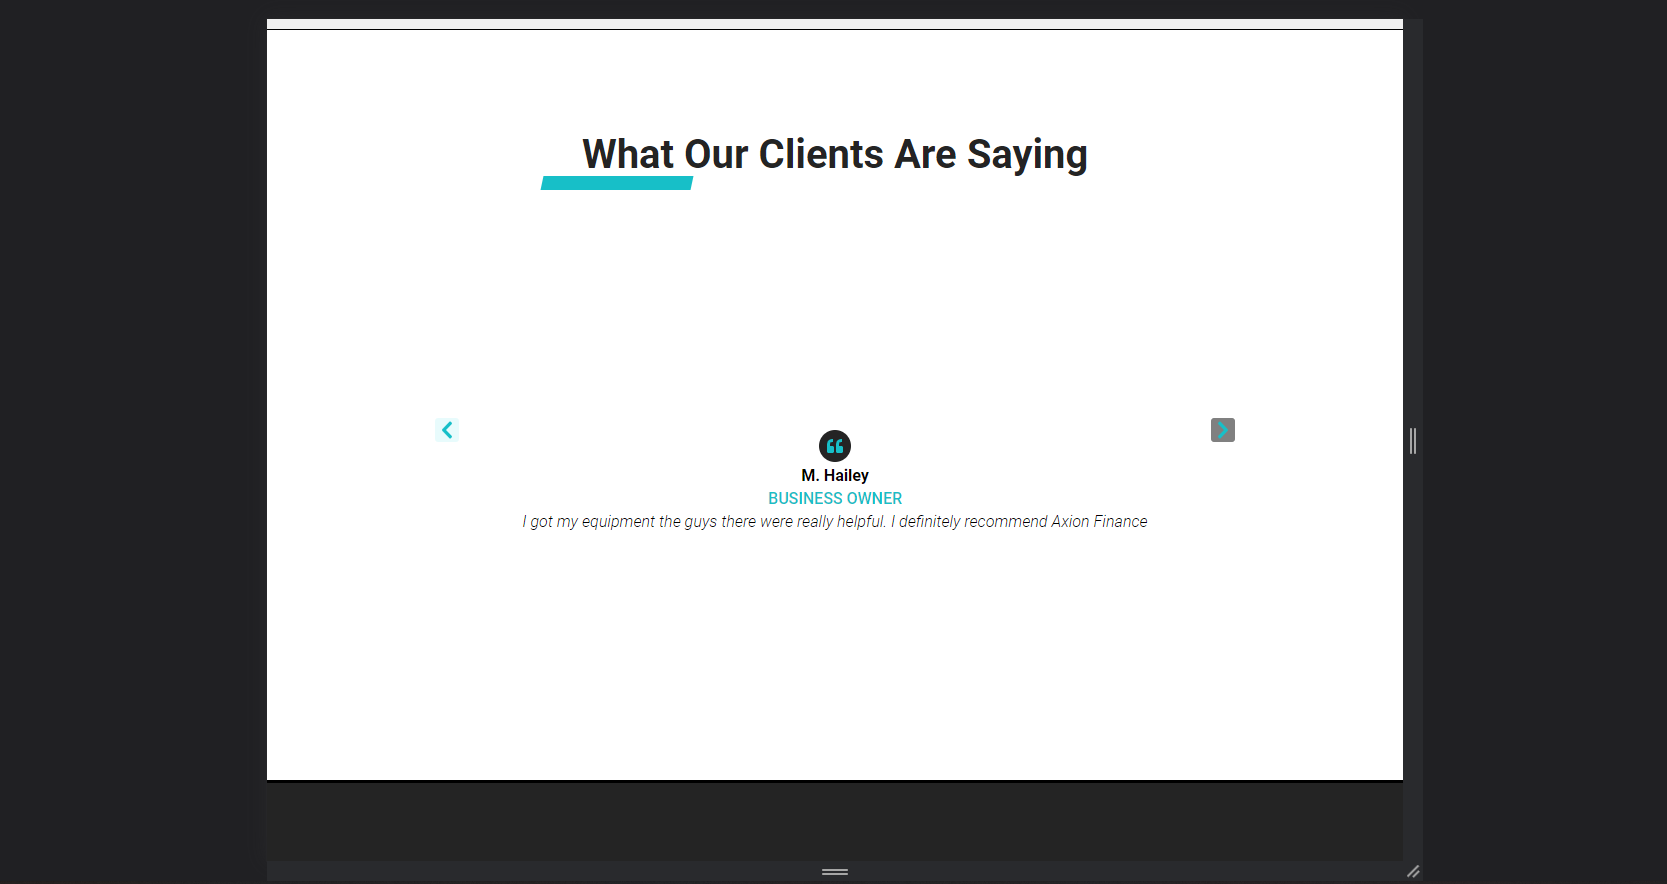 What Our Clients Are Saying
M. Hailey
BUSINESS OWNER
I got my equipment the guys there were really helpful. I definitely recommend Axion Finance